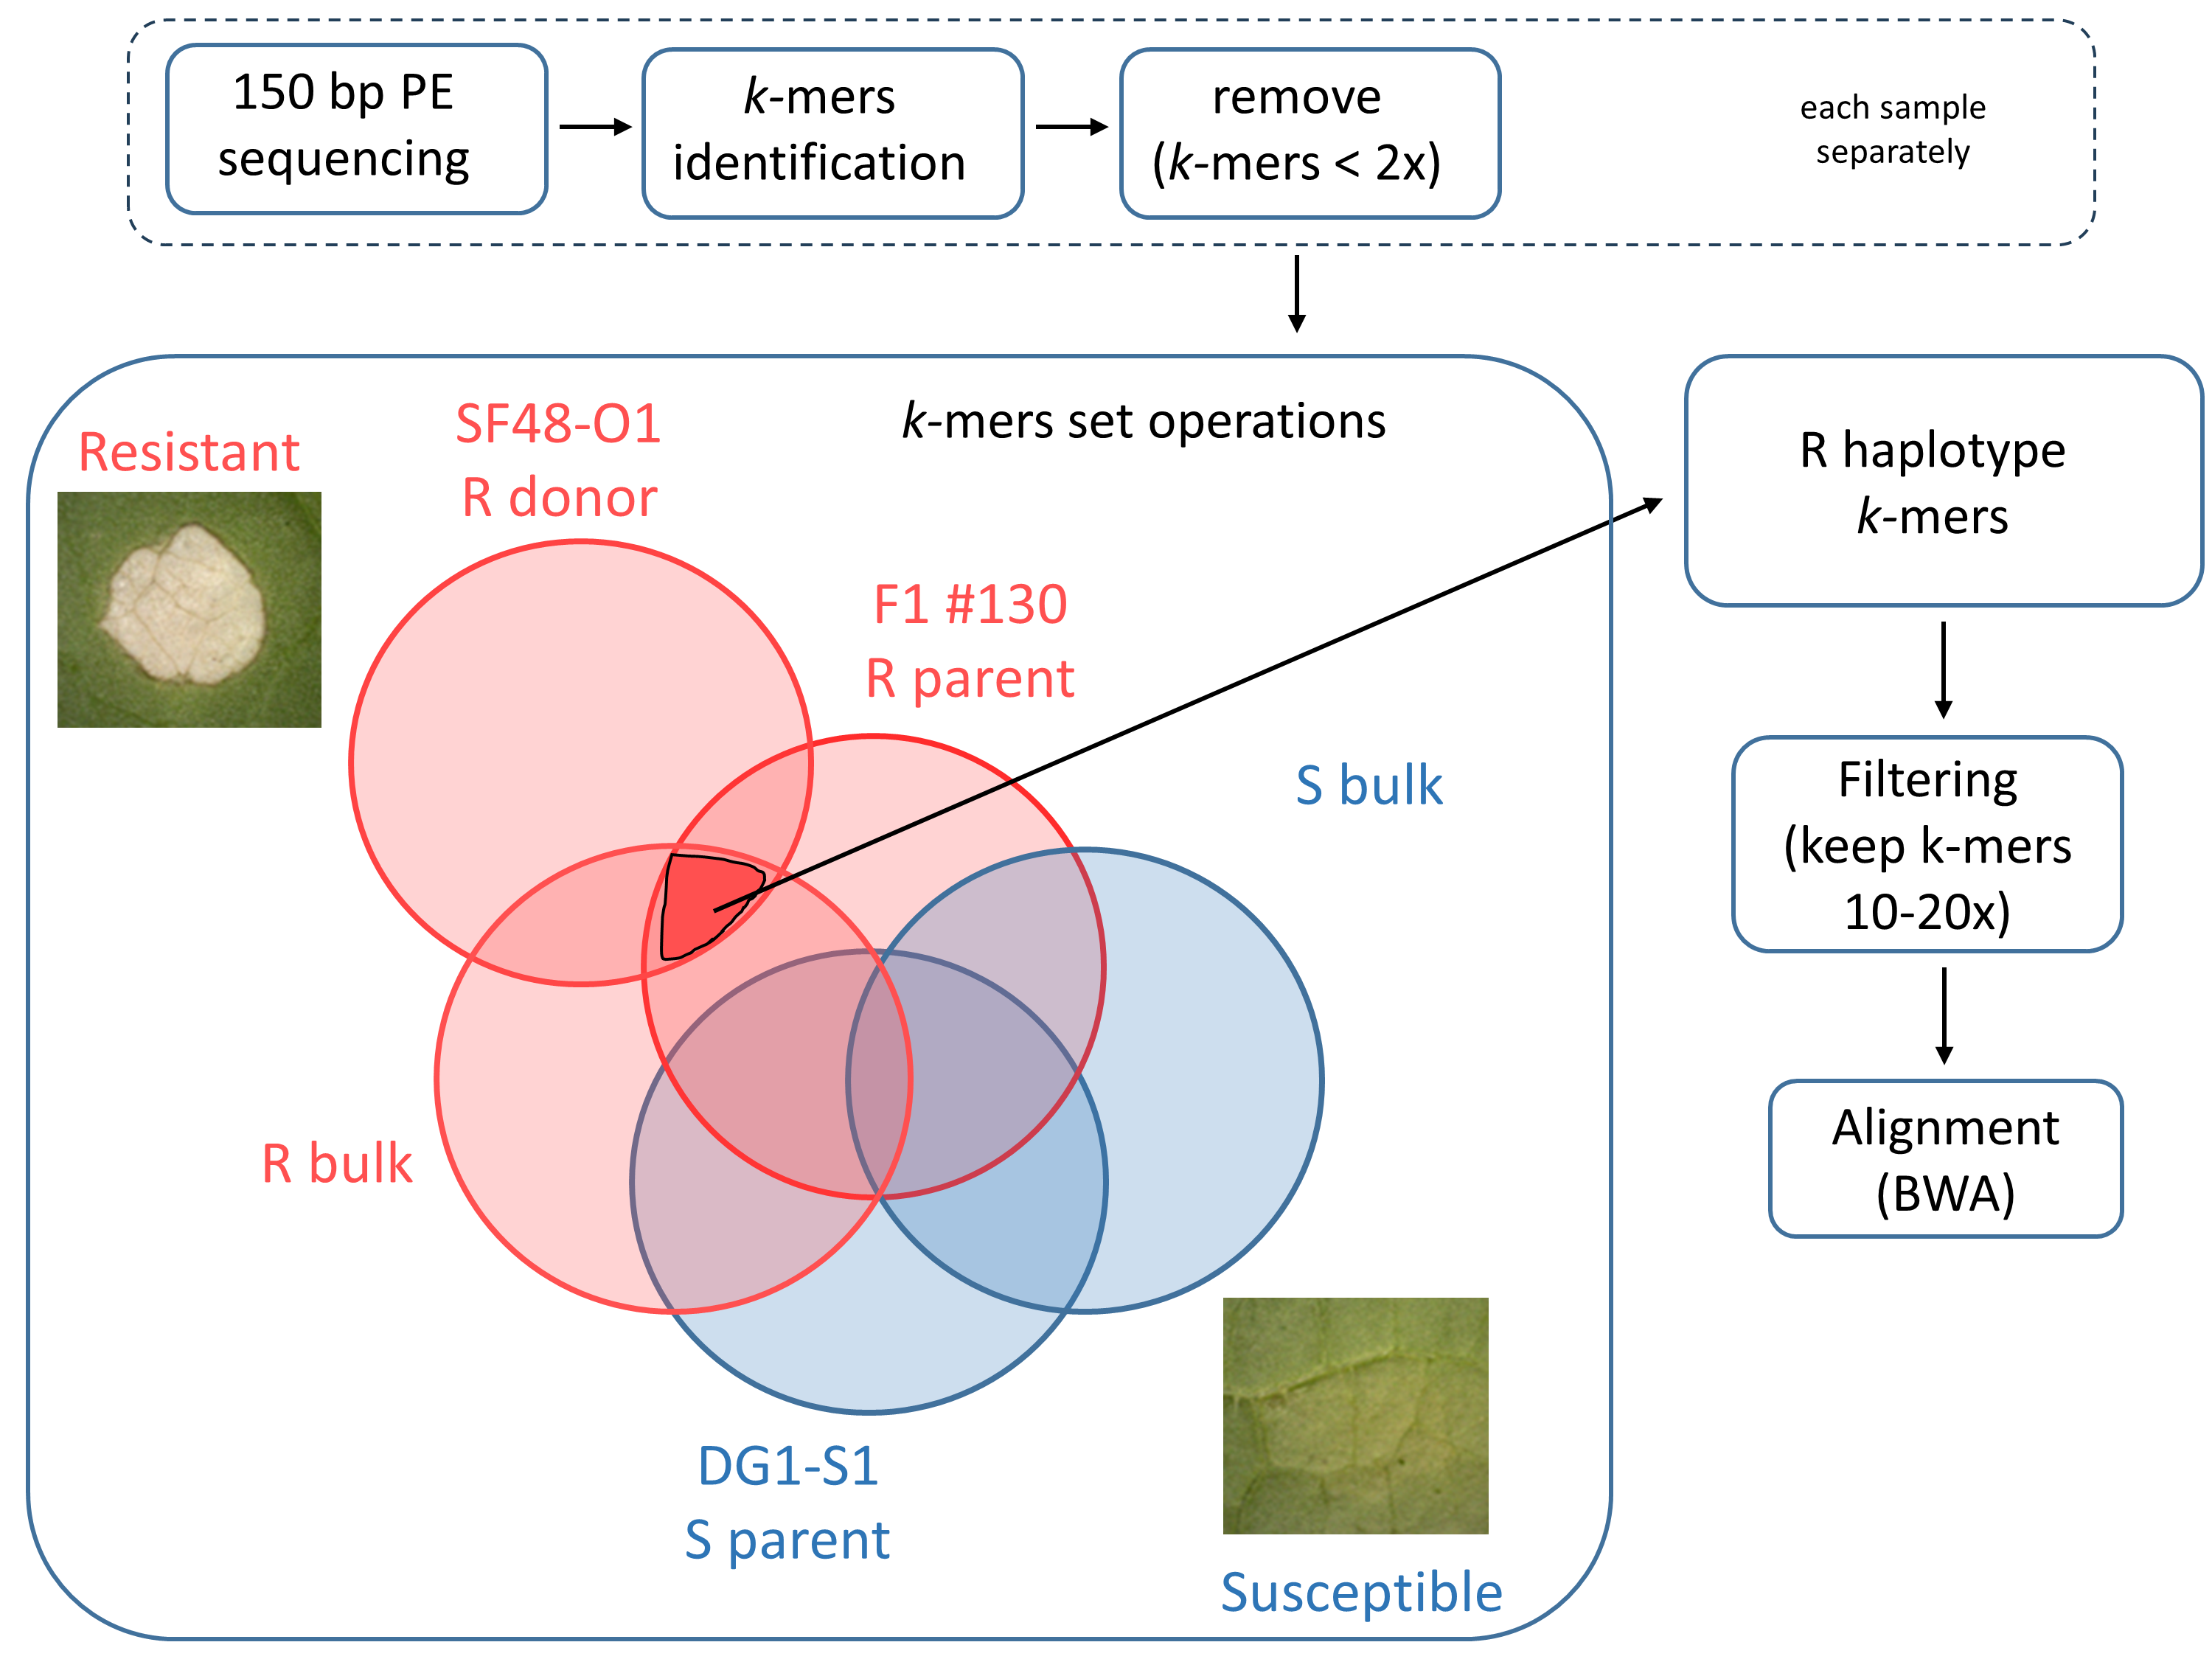 150 bp PE
sequencing
k-mers
identification
remove
(k-mers < 2x)
each sample
separately
k-mers set operations
Resistant
SF48-O1
R donor
F1 #130
R parent
S bulk
R bulk
DG1-S1
S parent
Susceptible
R haplotype
k-mers
Filtering
(keep k-mers
10-20x)
Alignment
(BWA)